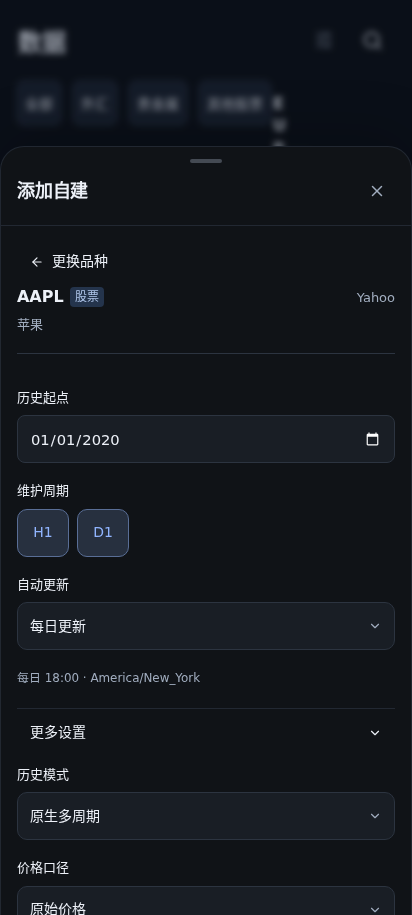 数据
添加自建
更换品种
AAPL 股票 Yahoo
苹果
历史起点
01/01/2020
维护周期
H1 D1
自动更新
每日更新
每日 18:00 · America/New_York
更多设置
历史模式
原生多周期
价格口径
原始价格